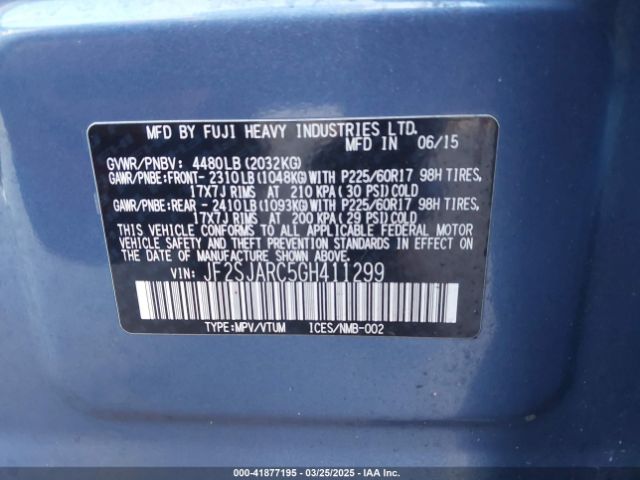 MFD BY FUJI HEAVY INDUSTRIES LTD.
MFD IN 06/15
GVWR/PNBV: 4480LB (2032KG)
GAWR/PNBE:FRONT- 2310LB (1048KG) WITH P225/60R17 98H TIRES,
17X7J RIMS AT 210 KPA (30 PSI) COLD
GAWR/PNBE:REAR - 2410LB (1093KG) WITH P225/60R17 98H TIRES,
17X7J RIMS AT 200 KPA (29 PSI) COLD
THIS VEHICLE CONFORMS TO ALL APPLICABLE FEDERAL MOTOR
VEHICLE SAFETY AND THEFT PREVENTION STANDARDS IN EFFECT ON
THE DATE OF MANUFACTURE SHOWN ABOVE.
VIN: JF2SJARC5GH411299
TYPE:MPV/VTUM ICES/NMB-002
000-41877195 - 03/25/2025 - IAA Inc.